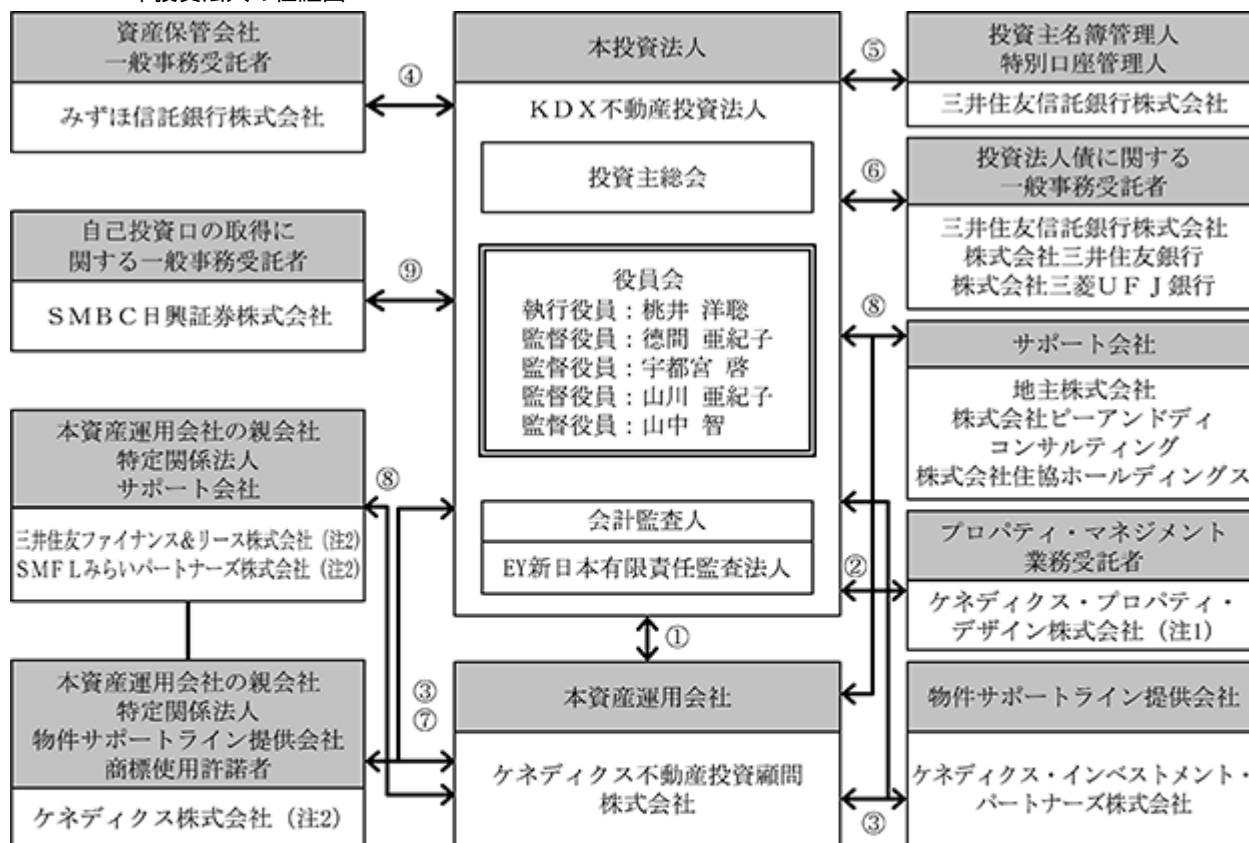 資産保管会社
一般事務受託者
みずほ信託銀行株式会社
④
自己投資口の取得に
関する一般事務受託者
SMBC日興証券株式会社
⑨
本資産運用会社の親会社
特定関係法人
サポート会社
三井住友ファイナンス&リース株式会社(注2)
SMFLみらいパートナーズ株式会社(注2)
⑧
本資産運用会社の親会社
特定関係法人
物件サポートライン提供会社
商標使用許諾者
ケネディクス株式会社(注2)
③
⑦
本投資法人
KDX不動産投資法人
投資主総会
役員会
執行役員:桃井 洋聡
監督役員:德間 亜紀子
監督役員:宇都宮 啓
監督役員:山川 亜紀子
監督役員:山中 智
会計監査人
EY新日本有限責任監査法人
①
本資産運用会社
ケネディクス不動産投資顧問
株式会社
⑤
投資主名簿管理人
特別口座管理人
三井住友信託銀行株式会社
⑥
投資法人債に関する
一般事務受託者
三井住友信託銀行株式会社
株式会社三井住友銀行
株式会社三菱UFJ銀行
⑧
サポート会社
地主株式会社
株式会社ピーアンドディ
コンサルティング
株式会社住協ホールディングス
②
プロパティ・マネジメント
業務受託者
ケネディクス・プロパティ・
デザイン株式会社(注1)
物件サポートライン提供会社
ケネディクス・インベストメント・
パートナーズ株式会社
③